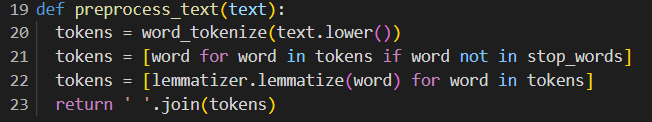 19 def preprocess_text(text):
20   tokens = word_tokenize(text.lower())
21   tokens = [word for word in tokens if word not in stop_words]
22   tokens = [lemmatizer.lemmatize(word) for word in tokens]
23   return ' '.join(tokens)